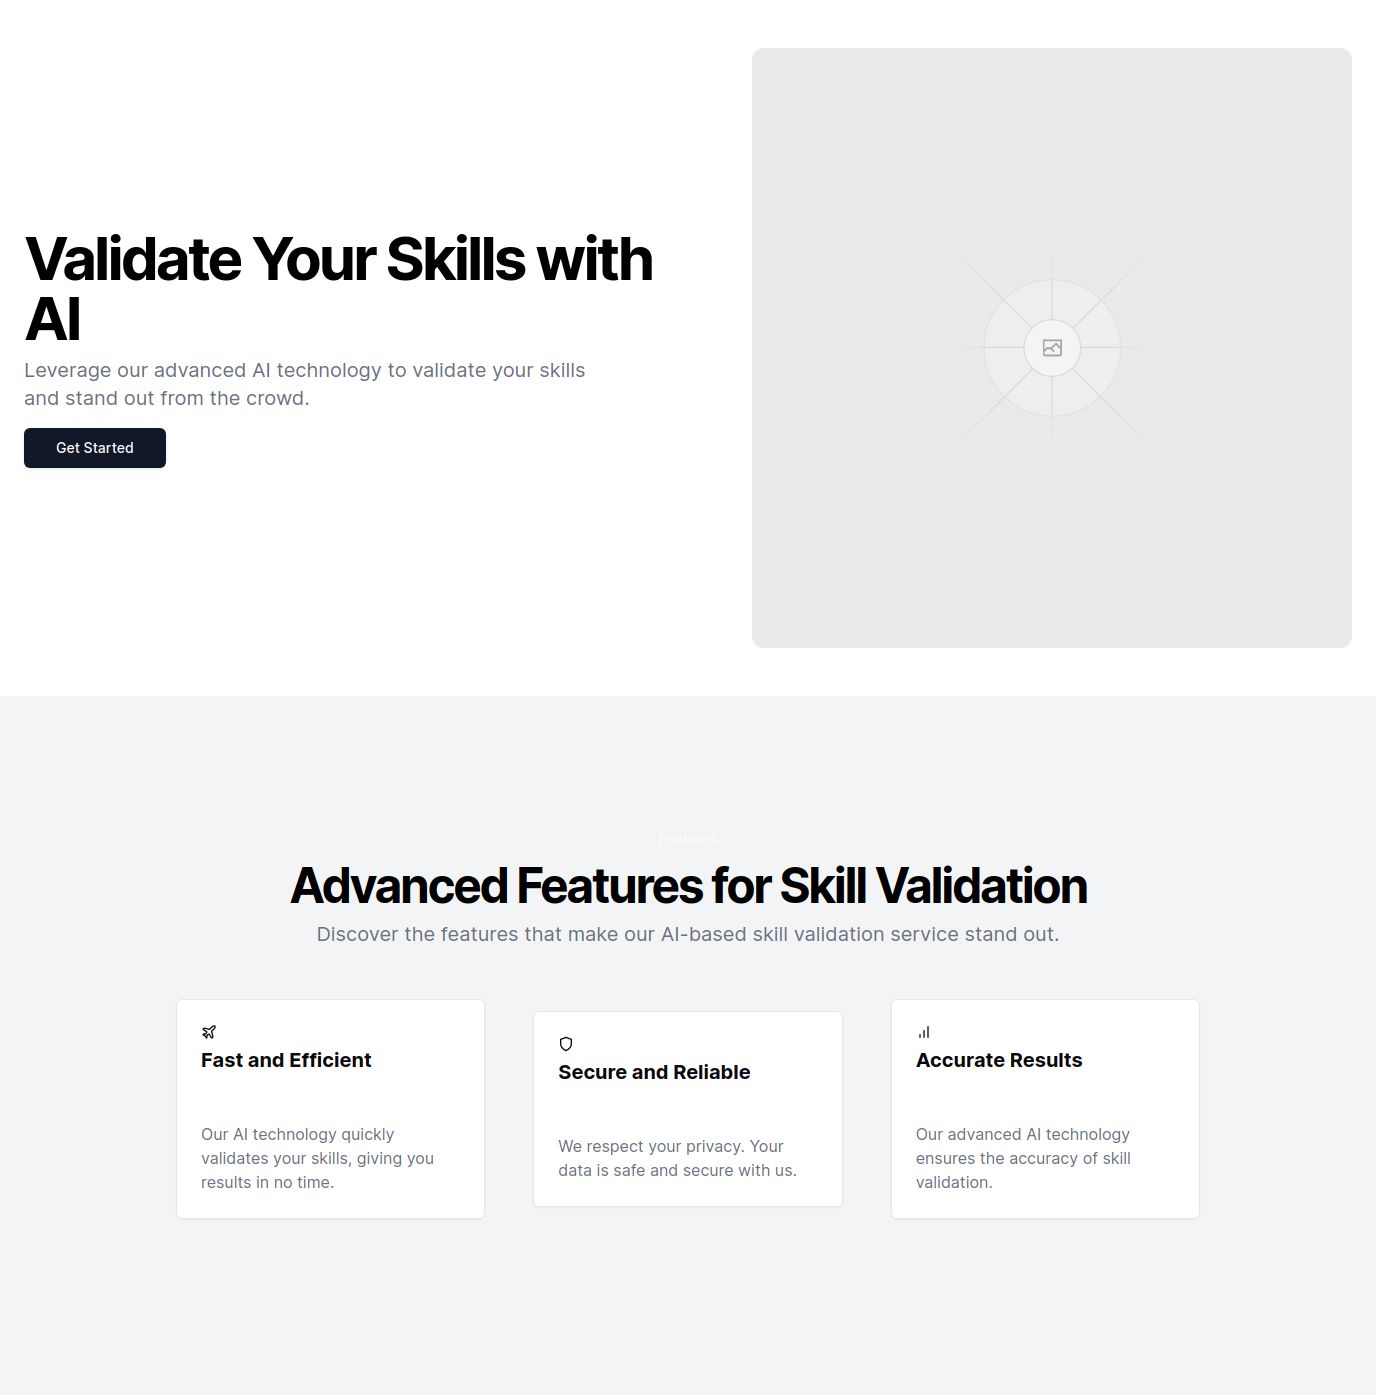 Validate Your Skills with
AI
Leverage our advanced AI technology to validate your skills
and stand out from the crowd.
Get Started
Features
Advanced Features for Skill Validation
Discover the features that make our AI-based skill validation service stand out.
Fast and Efficient
Our AI technology quickly
validates your skills, giving you
results in no time.
Secure and Reliable
We respect your privacy. Your
data is safe and secure with us.
Accurate Results
Our advanced AI technology
ensures the accuracy of skill
validation.